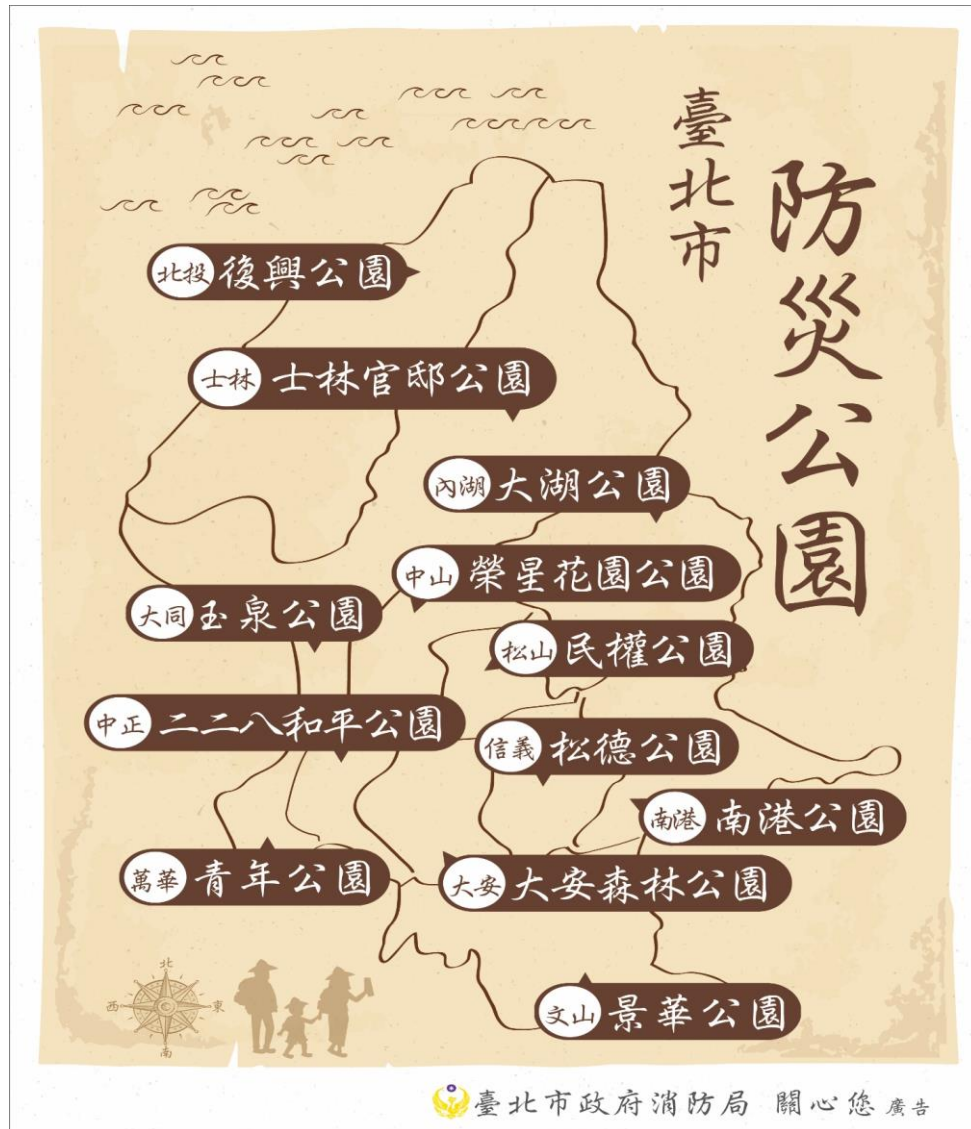 臺北市
防災公園
北投 復興公園
士林 士林官邸公園
內湖 大湖公園
中山 榮星花園公園
大同 玉泉公園
松山 民權公園
中正 二二八和平公園
信義 松德公園
南港 南港公園
萬華 青年公園
大安 大安森林公園
文山 景華公園
北
西
東
南
臺北市政府消防局 關心您 廣告